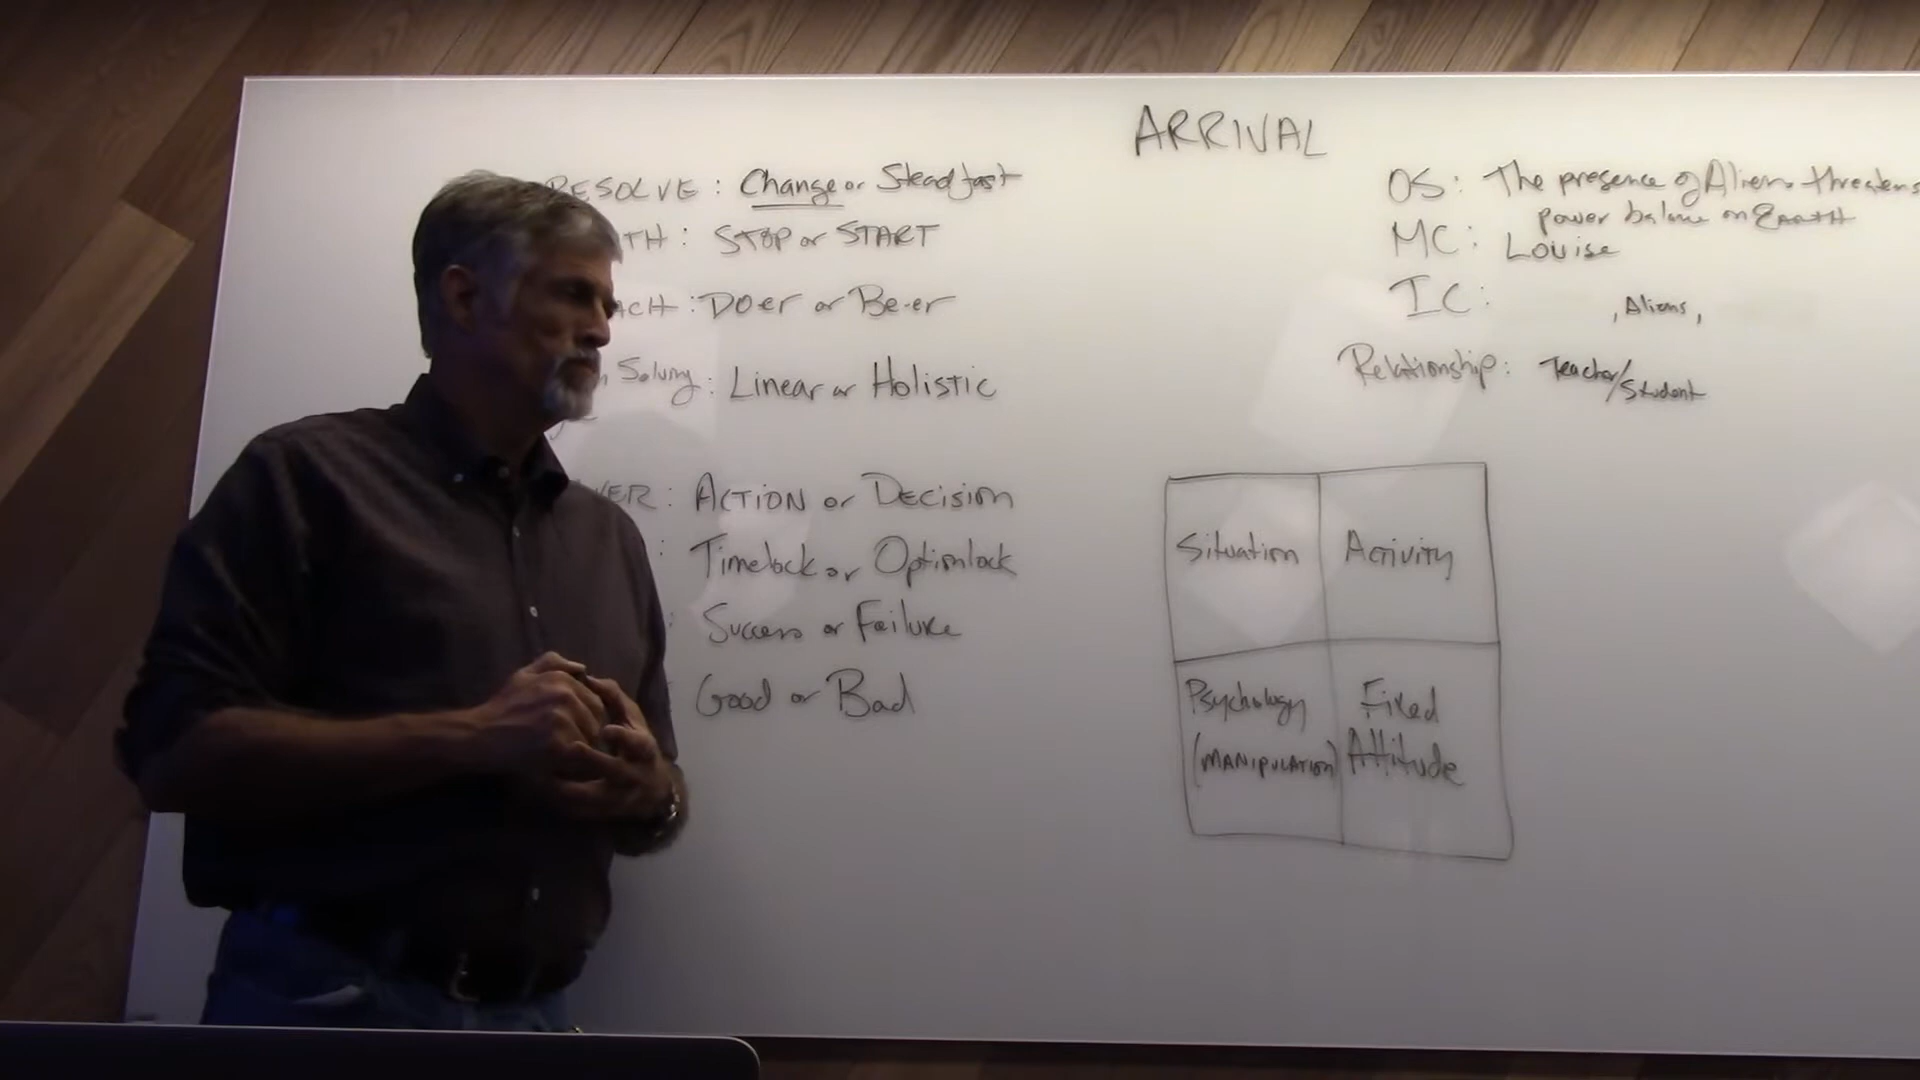 ARRIVAL
RESOLVE : Change or Steadfast
TH : STOP or START
ACH : DOer or Be-er
Solving : Linear or Holistic
VER : ACTION or DECISION
: Timelock or Optionlock
: Success or Failure
Good or Bad
OS : The presence of Aliens threatens
power balance on EARTH
MC : Louise
IC :
, Aliens ,
Relationship : Teacher/Student
Situation
Activity
Psychology
(MANIPULATION)
Fixed
Attitude